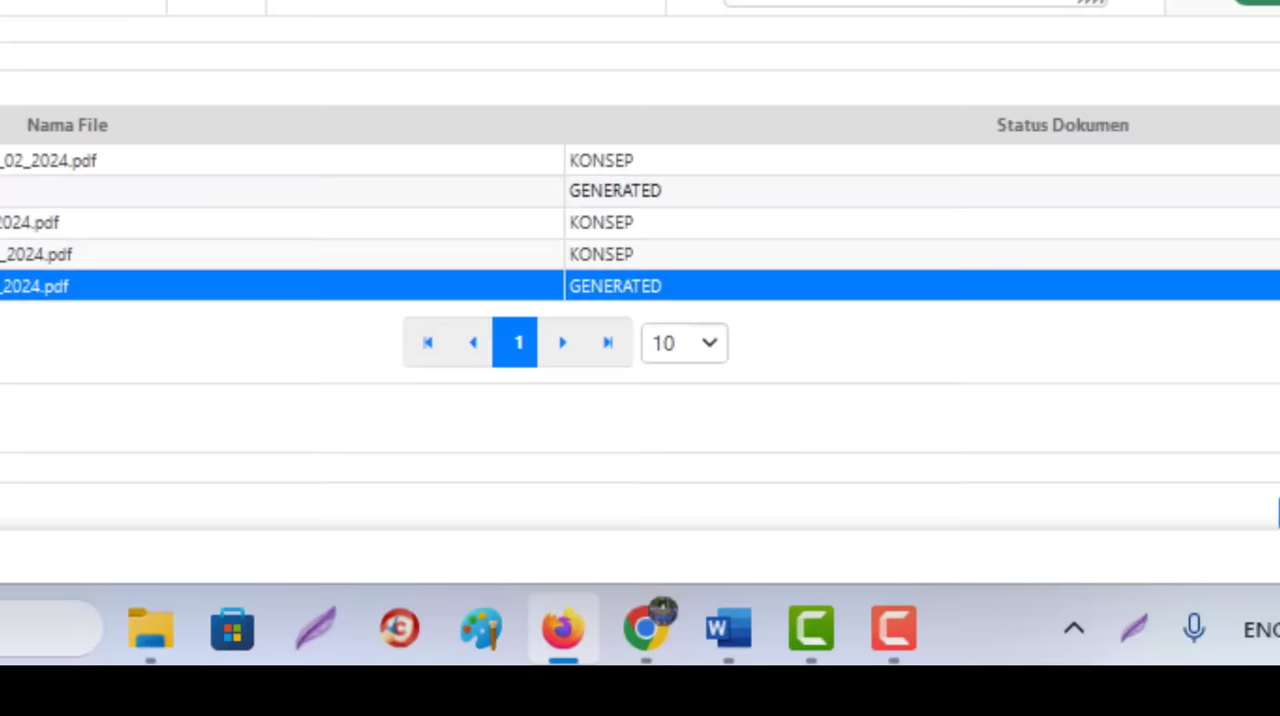 Nama File Status Dokumen
_02_2024.pdf KONSEP
GENERATED
2024.pdf KONSEP
_2024.pdf KONSEP
_2024.pdf GENERATED
1 10
ENG